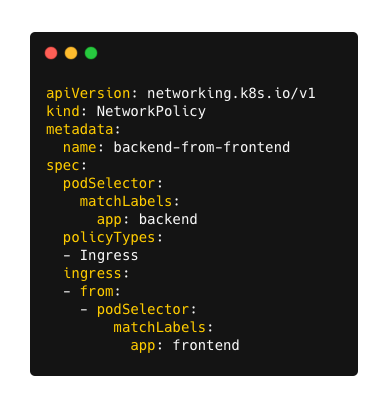 apiVersion: networking.k8s.io/v1
kind: NetworkPolicy
metadata:
  name: backend-from-frontend
spec:
  podSelector:
    matchLabels:
      app: backend
  policyTypes:
  - Ingress
  ingress:
  - from:
    - podSelector:
        matchLabels:
          app: frontend